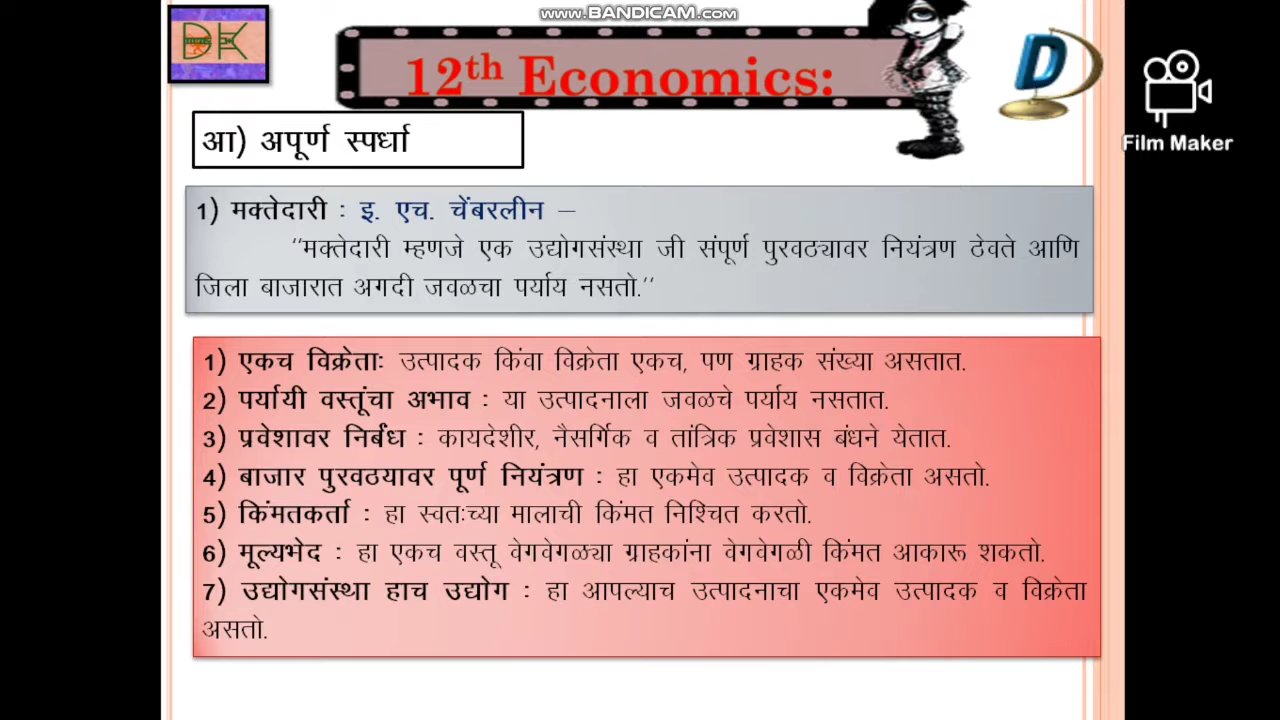 www.BANDICAM.com
DK
12th Economics:
D
Film Maker
आ) अपूर्ण स्पर्धा
1) मक्तेदारी : इ. एच. चेंबरलीन –
''मक्तेदारी म्हणजे एक उद्योगसंस्था जी संपूर्ण पुरवठ्यावर नियंत्रण ठेवते आणि
जिला बाजारात अगदी जवळचा पर्याय नसतो.''
1) एकच विक्रेताः उत्पादक किंवा विक्रेता एकच, पण ग्राहक संख्या असतात.
2) पर्यायी वस्तूंचा अभाव : या उत्पादनाला जवळचे पर्याय नसतात.
3) प्रवेशावर निर्बंध : कायदेशीर, नैसर्गिक व तांत्रिक प्रवेशास बंधने येतात.
4) बाजार पुरवठयावर पूर्ण नियंत्रण : हा एकमेव उत्पादक व विक्रेता असतो.
5) किंमतकर्ता : हा स्वतःच्या मालाची किंमत निश्चित करतो.
6) मूल्यभेद : हा एकच वस्तू वेगवेगळ्या ग्राहकांना वेगवेगळी किंमत आकारू शकतो.
7) उद्योगसंस्था हाच उद्योग : हा आपल्याच उत्पादनाचा एकमेव उत्पादक व विक्रेता
असतो.